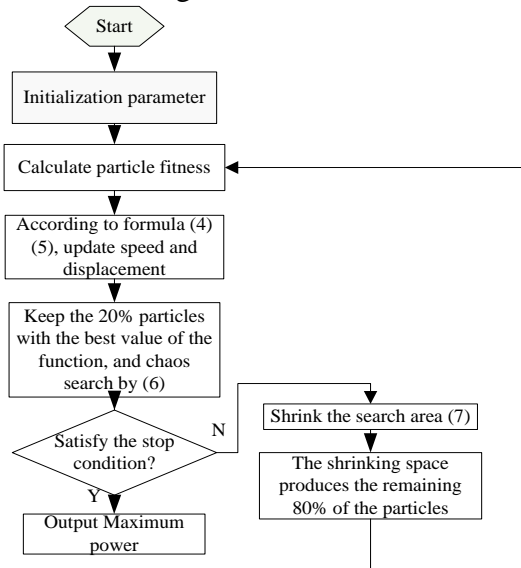 Start
Initialization parameter
Calculate particle fitness
According to formula (4)
(5), update speed and
displacement
Keep the 20% particles
with the best value of the
function, and chaos
search by (6)
Satisfy the stop
condition?
N
Y
Output Maximum
power
Shrink the search area (7)
The shrinking space
produces the remaining
80% of the particles